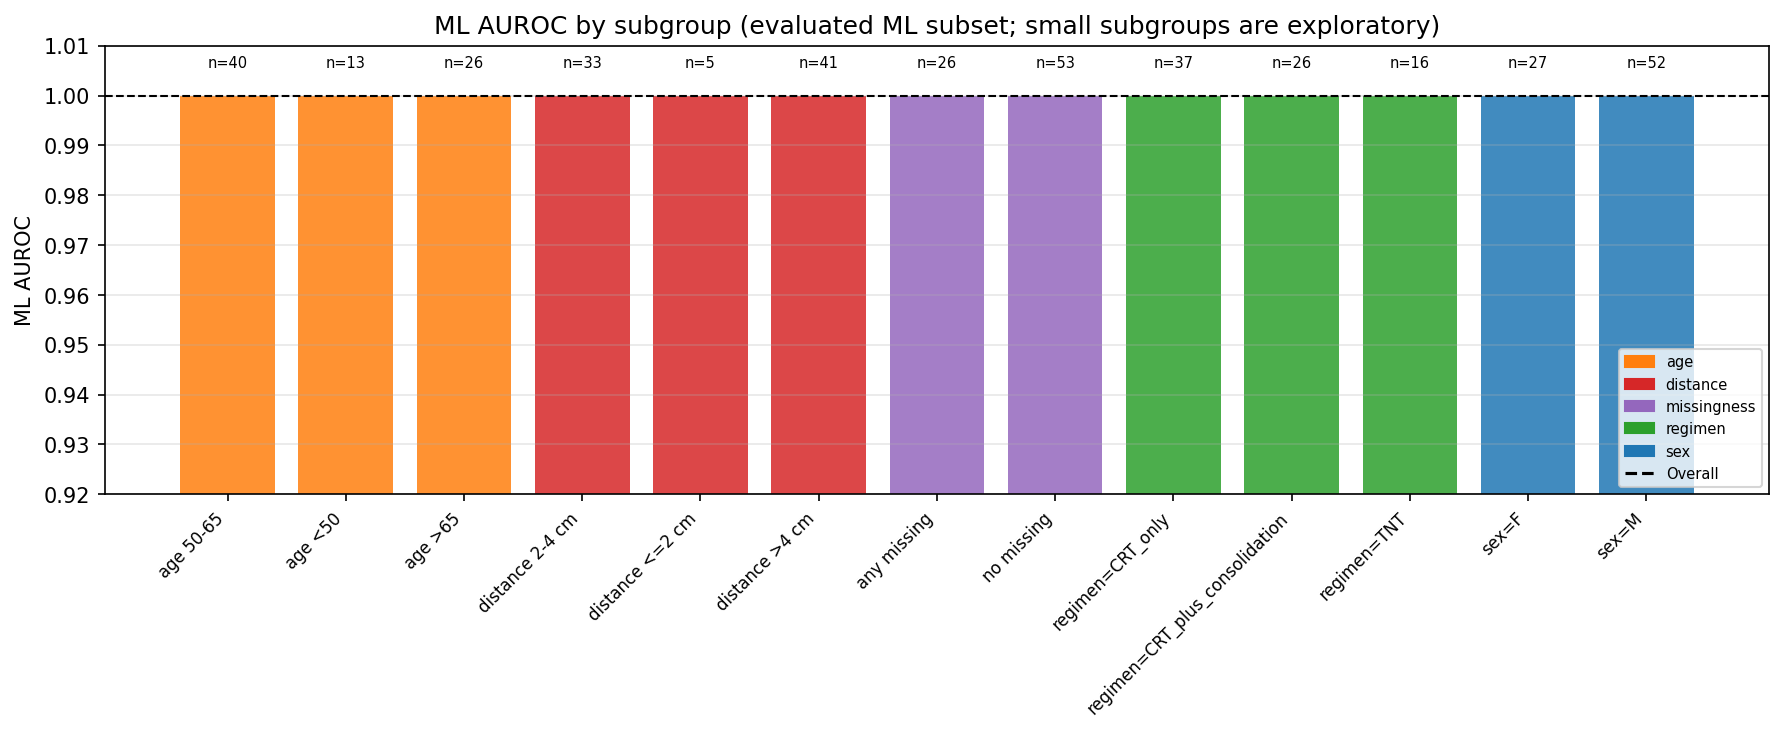 ML AUROC by subgroup (evaluated ML subset; small subgroups are exploratory)
ML AUROC
1.01
1.00
0.99
0.98
0.97
0.96
0.95
0.94
0.93
0.92
n=40
n=13
n=26
n=33
n=5
n=41
n=26
n=53
n=37
n=26
n=16
n=27
n=52
age
distance
missingness
regimen
sex
Overall
age 50-65
age <50
age >65
distance 2-4 cm
distance <=2 cm
distance >4 cm
any missing
no missing
regimen=CRT_only
regimen=CRT_plus_consolidation
regimen=TNT
sex=F
sex=M